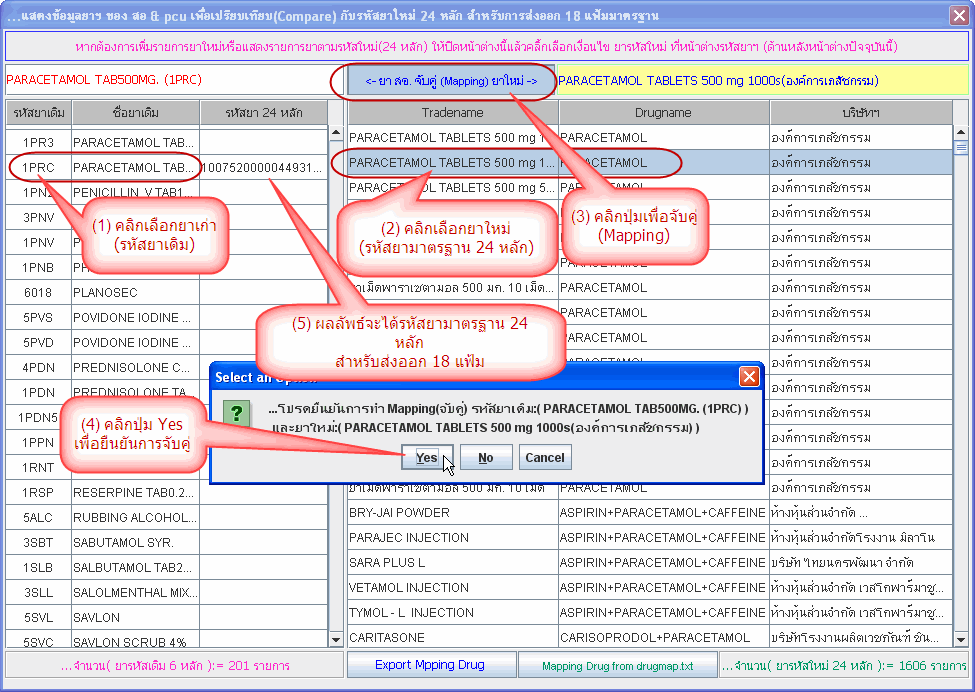 ...แสดงข้อมูลยาฯ ของ สอ & pcu เพื่อเปรียบเทียบ(Compare) กับรหัสยาใหม่ 24 หลัก สำหรับการส่งออก 18 แฟ้มมาตรฐาน
หากต้องการเพิ่มรายการยาใหม่หรือแสดงรายการยาตามรหัสใหม่(24 หลัก) ให้ปิดหน้าต่างนี้แล้วคลิ้กเลือกเงื่อนไข ยารหัสใหม่ ที่หน้าต่างรหัสยาฯ (ด้านหลังหน้าต่างปัจจุบันนี้)
PARACETAMOL TAB500MG. (1PRC)
<- ยา สอ. จับคู่ (Mapping) ยาใหม่ ->
PARACETAMOL TABLETS 500 mg 1000s(องค์การเภสัชกรรม)
รหัสยาเดิม ชื่อยาเดิม รหัสยา 24 หลัก Tradename Drugname บริษัทฯ
1PR3 PARACETAMOL TAB... PARACETAMOL TABLETS 500 mg 1 PARACETAMOL องค์การเภสัชกรรม
1PRC PARACETAMOL TAB... 1007520000044931... PARACETAMOL TABLETS 500 mg 1... PARACETAMOL องค์การเภสัชกรรม
PENICILLIN V TAB1 PARACETAMOL TABLETS 500 mg 5... องค์การเภสัชกรรม
3PNV องค์การเภสัชกรรม
1PNV องค์การเภสัชกรรม
1PNB PARACETAMOL องค์การเภสัชกรรม
6018 PLANOSEC ยาเม็ดพาราเซตามอล 500 มก. 10 เม็ด... PARACETAMOL องค์การเภสัชกรรม
5PVS POVIDONE IODINE ... PARACETAMOL องค์การเภสัชกรรม
5PVD POVIDONE IODINE ... PARACETAMOL องค์การเภสัชกรรม
4PDN PREDNISOLONE C... PARACETAMOL องค์การเภสัชกรรม
1PDN PREDNISOLONE TA...
1PDN5
1PPN
1RNT
1RSP RESERPINE TAB0.2... ยาเม็ดพาราเซตามอล 500 มก. 10 เม็ด PARACETAMOL องค์การเภสัชกรรม
5ALC RUBBING ALCOHOL... BRY-JAI POWDER ASPIRIN+PARACETAMOL+CAFFEINE ห้างหุ้นส่วนจำกัด ...
3SBT SABUTAMOL SYR. PARAJEC INJECTION ASPIRIN+PARACETAMOL+CAFFEINE ห้างหุ้นส่วนจำกัดโรงงาน มิลาโน
1SLB SALBUTAMOL TAB2... SARA PLUS L ASPIRIN+PARACETAMOL+CAFFEINE บริษัท ไทยนครพัฒนา จำกัด
3SLL SALOLMENTHAL MIX... VETAMOL INJECTION ASPIRIN+PARACETAMOL+CAFFEINE ห้างหุ้นส่วนจำกัด เวสโกฟาร์มาซู...
5SVL SAVLON TYMOL - L INJECTION ASPIRIN+PARACETAMOL+CAFFEINE ห้างหุ้นส่วนจำกัด เวสโกฟาร์มาซู...
5SVC SAVLON SCRUB 4% CARITASONE CARISOPRODOL+PARACETAMOL บริษัทโรงงานผลิตเวชภัณฑ์ ชิน...
(1) คลิกเลือกยาเก่า
(รหัสยาเดิม)
(2) คลิกเลือกยาใหม่
(รหัสยามาตรฐาน 24 หลัก)
(3) คลิกปุ่มเพื่อจับคู่
(Mapping)
(5) ผลลัพธ์จะได้รหัสยามาตรฐาน 24
หลัก
สำหรับส่งออก 18 แฟ้ม
(4) คลิกปุ่ม Yes
เพื่อยืนยันการจับคู่
Select an Option
...โปรดยืนยันการทำ Mapping(จับคู่) รหัสยาเดิม:( PARACETAMOL TAB500MG. (1PRC) )
และยาใหม่:( PARACETAMOL TABLETS 500 mg 1000s(องค์การเภสัชกรรม) )
Yes No Cancel
...จำนวน( ยารหัสเดิม 6 หลัก ):= 201 รายการ
Export Mpping Drug
Mapping Drug from drugmap.txt
...จำนวน( ยารหัสใหม่ 24 หลัก ):= 1606 รายการ